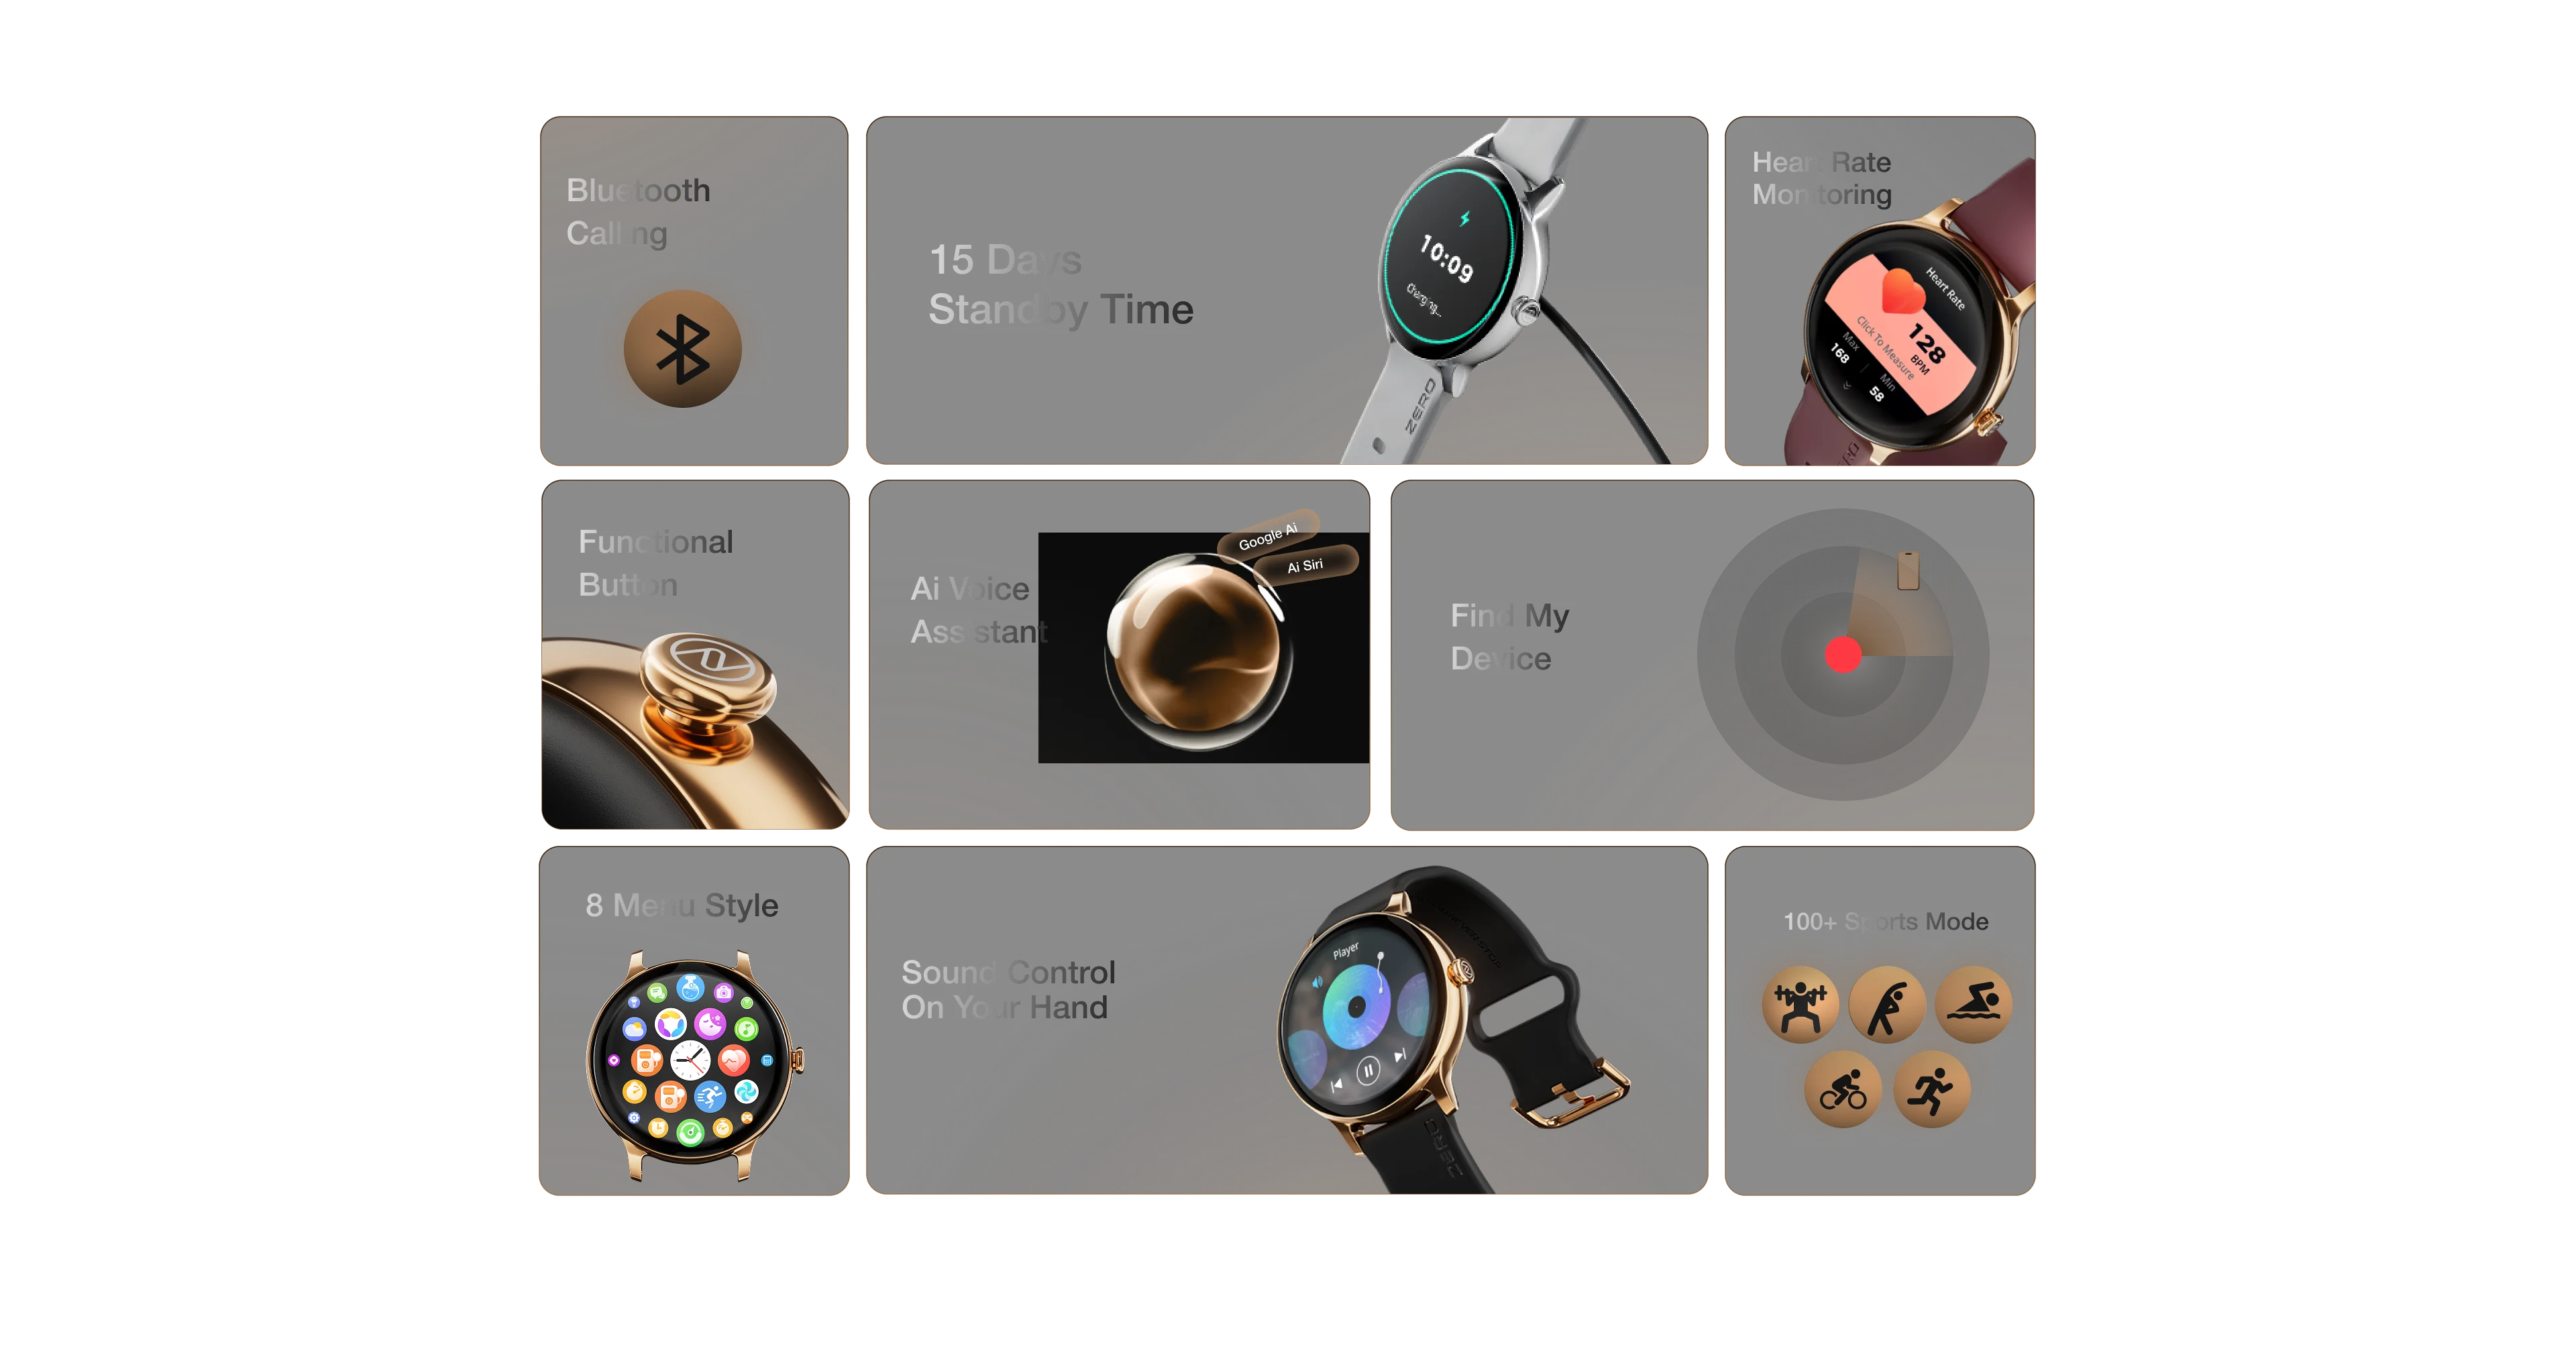 Bluetooth
Calling
15 Days
Standby Time
10:09
Charging...
ZERO
Heart Rate
Monitoring
Heart Rate
128
BPM
Click To Measure
Max
168
Min
58
Functional
Button
Ai Voice
Assistant
Google Ai
Ai Siri
Find My
Device
8 Menu Style
Sound Control
On Your Hand
Player
ZERO
100+ Sports Mode